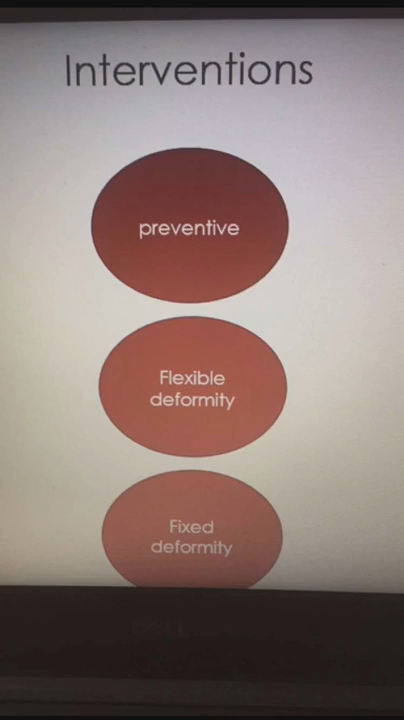 Interventions
preventive
Flexible
deformity
Fixed
deformity